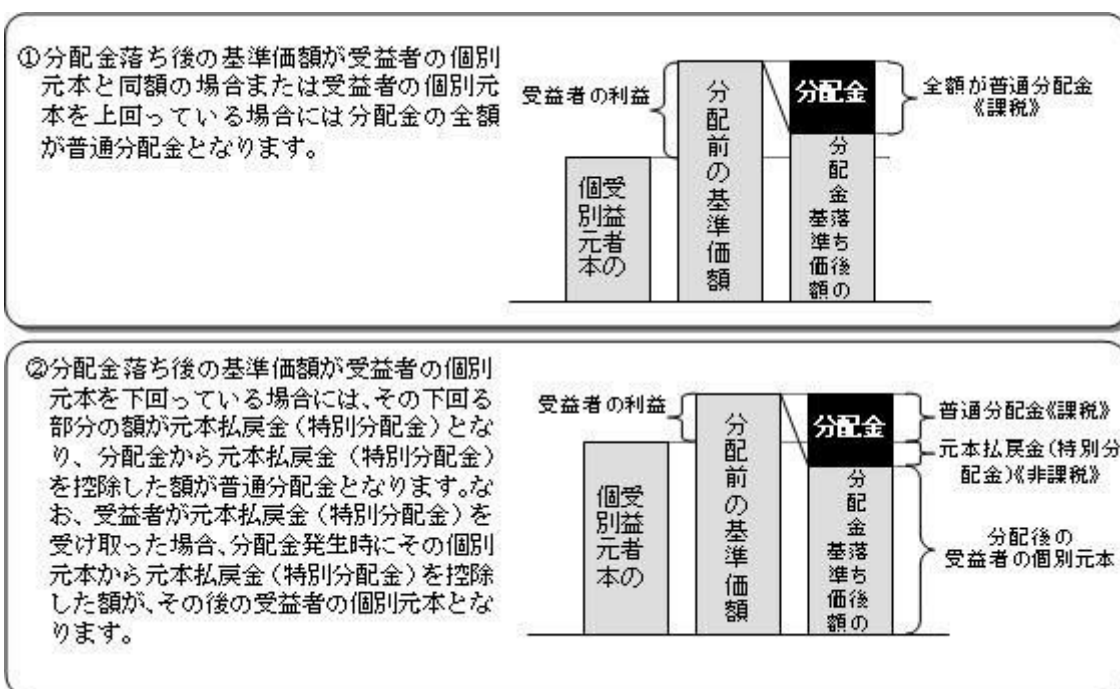 ①分配金落ち後の基準価額が受益者の個別
元本と同額の場合または受益者の個別元
本を上回っている場合には分配金の全額
が普通分配金となります。
受益者の利益
個別元本
受益者の
分配前の基準価額
分配金
分配金落ち後の
基準価額
全額が普通分配金
《課税》
②分配金落ち後の基準価額が受益者の個別
元本を下回っている場合には、その下回る
部分の額が元本払戻金(特別分配金)とな
り、分配金から元本払戻金(特別分配金)
を控除した額が普通分配金となります。な
お、受益者が元本払戻金(特別分配金)を
受け取った場合、分配金発生時にその個別
元本から元本払戻金(特別分配金)を控除
した額が、その後の受益者の個別元本とな
ります。
受益者の利益
受益者の
個別元本
分配前の基準価額
分配金
分配金落ち後の
基準価額
普通分配金《課税》
元本払戻金(特別分
配金)《非課税》
分配後の
受益者の個別元本